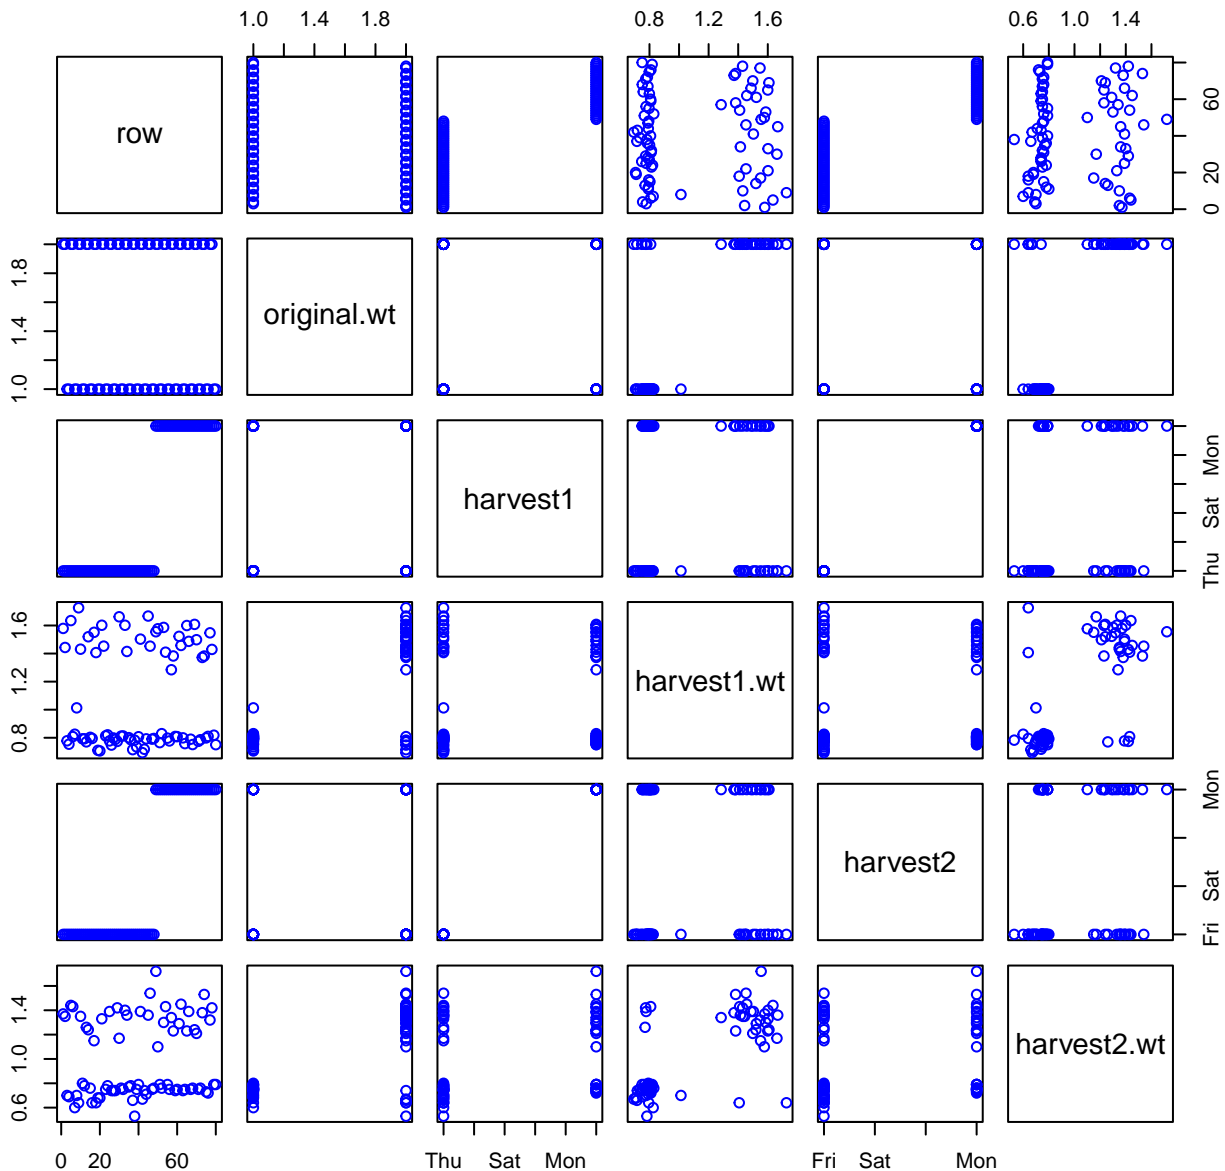 1.0 1.4 1.8 0.8 1.2 1.6 0.6 1.0 1.4
row 0 20 60
1.0 1.4 1.8 original.wt
harvest1 Thu Sat Mon
0.8 1.2 1.6 harvest1.wt
harvest2 Fri Sat Mon
0.6 1.0 1.4 harvest2.wt
0 20 60 Thu Sat Mon Fri Sat Mon